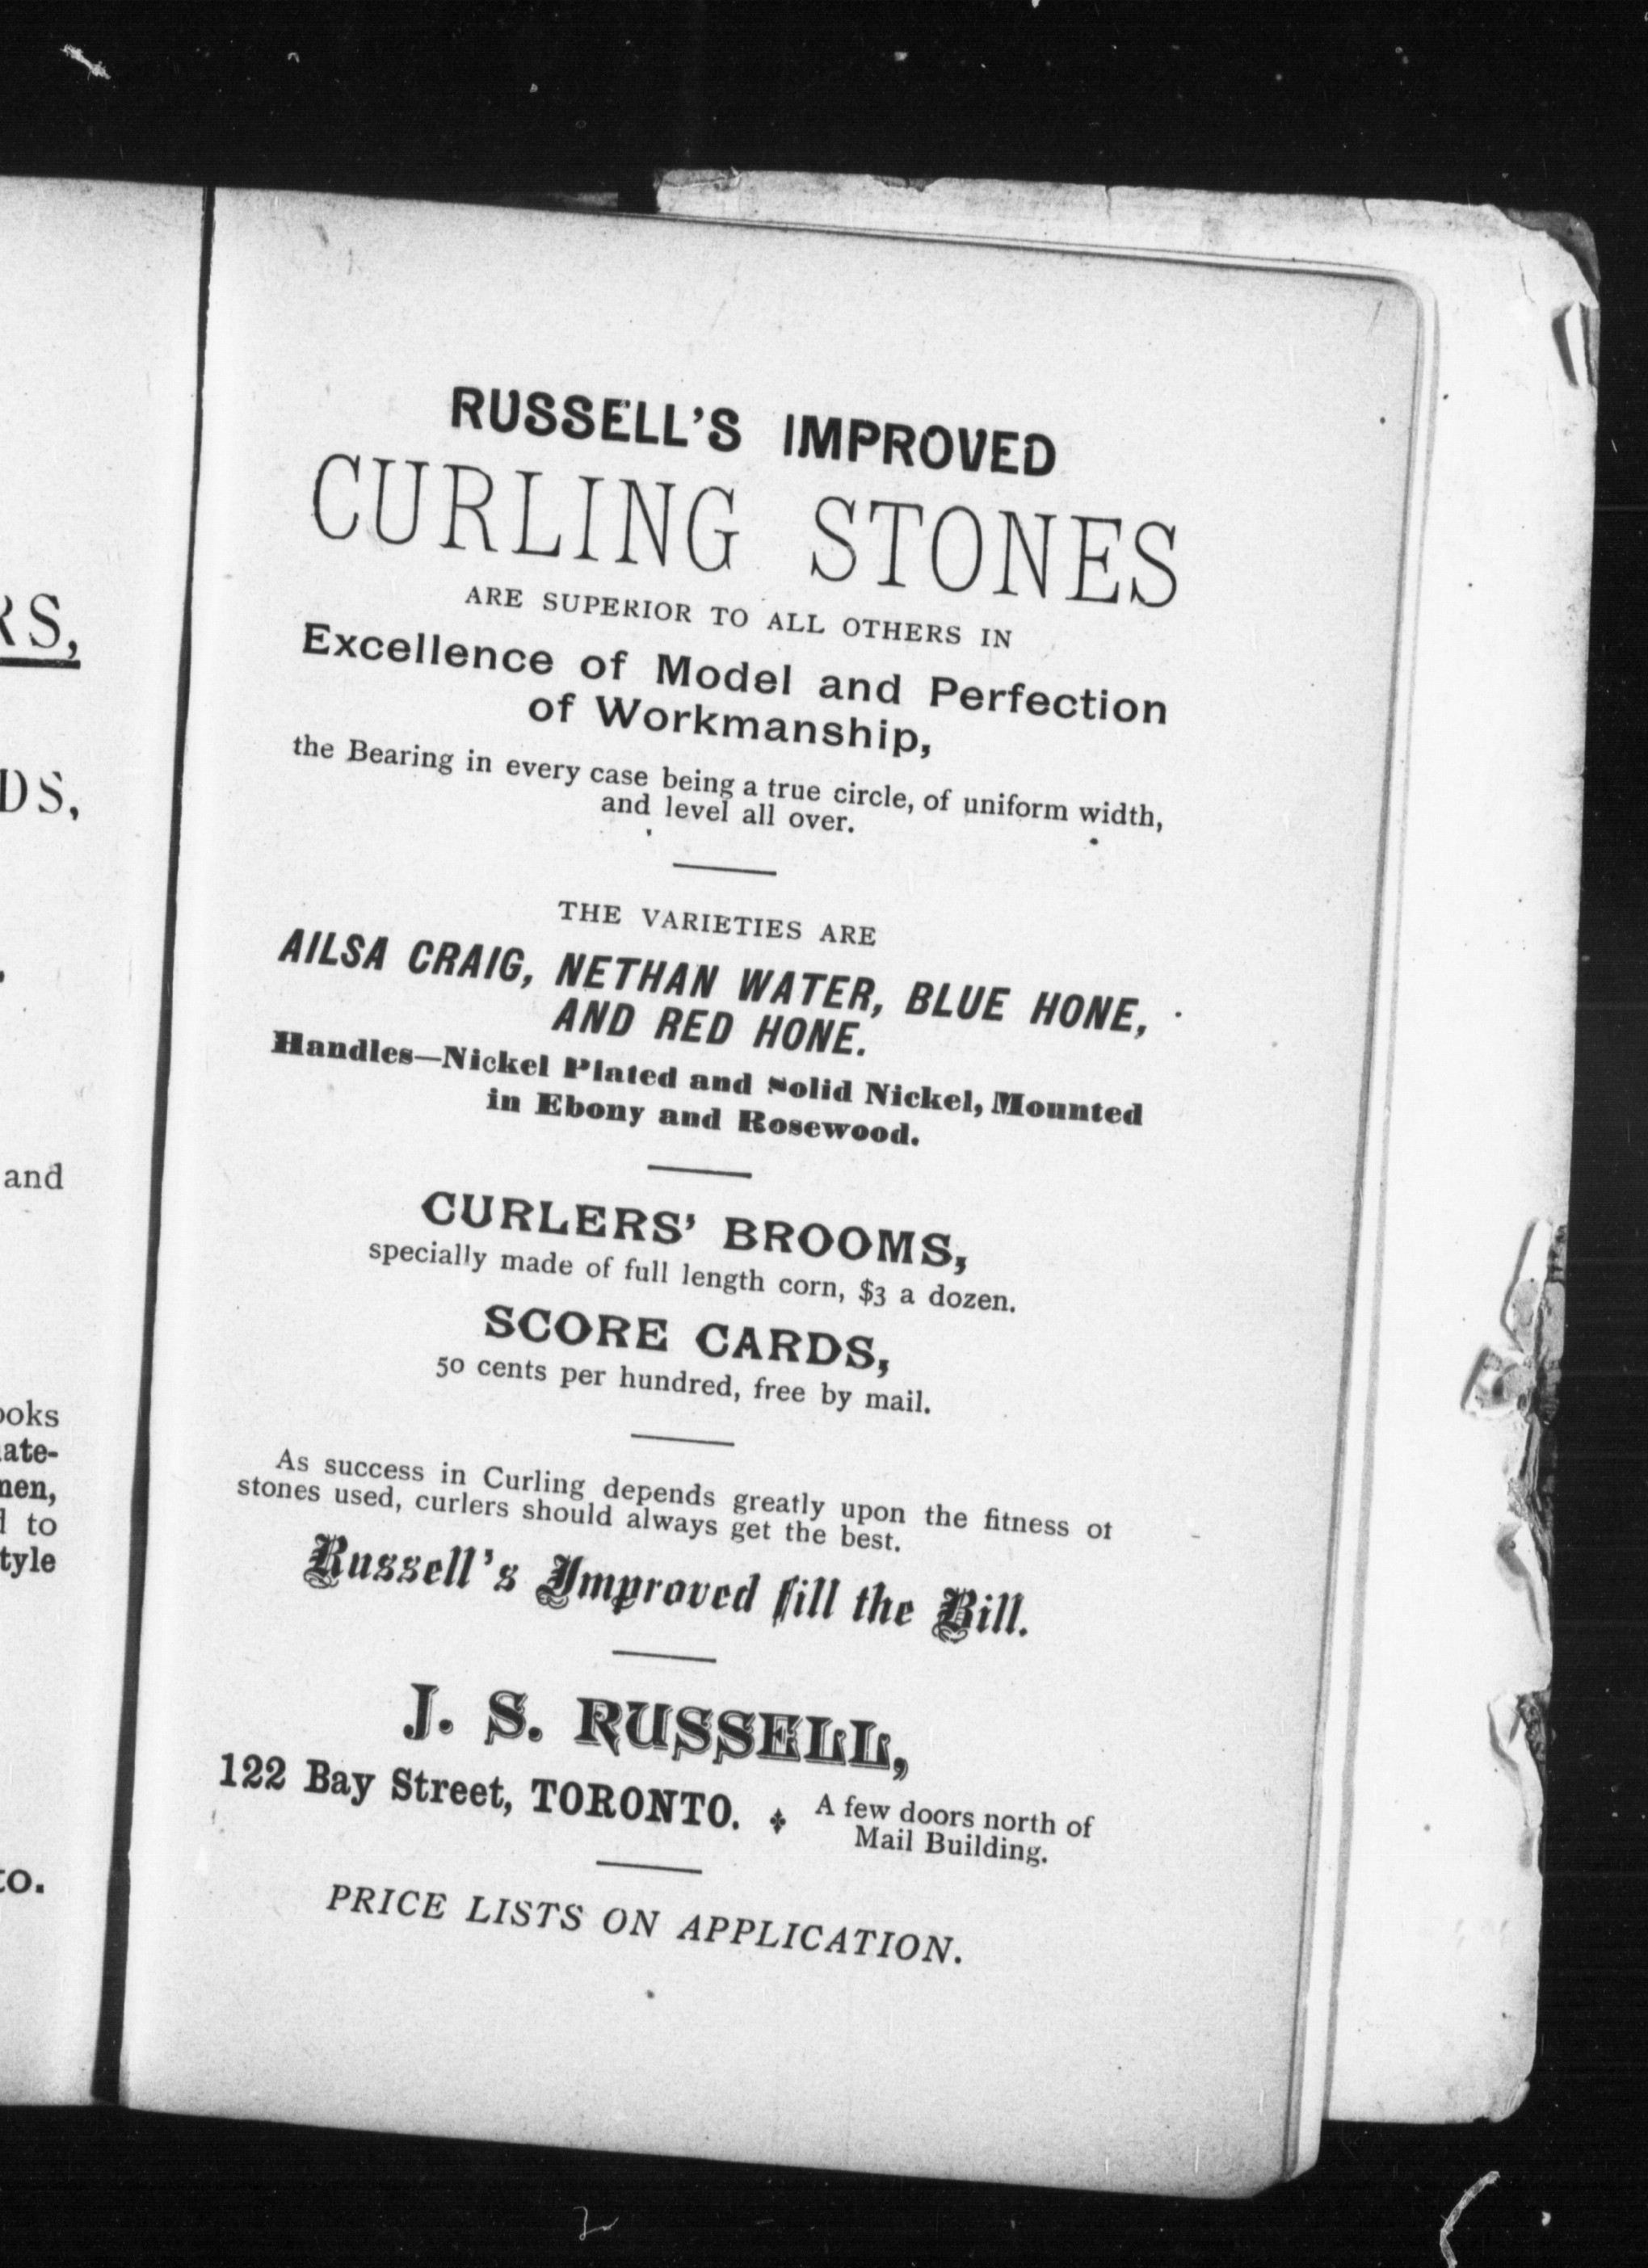 RS,
DS,
and
ooks
ate-
men,
d to
tyle
to.
RUSSELL'S IMPROVED
CURLING STONES
ARE SUPERIOR TO ALL OTHERS IN
Excellence of Model and Perfection
of Workmanship,
the Bearing in every case being a true circle, of uniform width,
and level all over.
THE VARIETIES ARE
AILSA CRAIG, NETHAN WATER, BLUE HONE,
AND RED HONE.
Handles—Nickel Plated and Solid Nickel, Mounted
in Ebony and Rosewood.
CURLERS' BROOMS,
specially made of full length corn, $3 a dozen.
SCORE CARDS,
50 cents per hundred, free by mail.
As success in Curling depends greatly upon the fitness of
stones used, curlers should always get the best.
Russell's Improved fill the Bill.
J. S. RUSSELL,
122 Bay Street, TORONTO. A few doors north of
Mail Building.
PRICE LISTS ON APPLICATION.